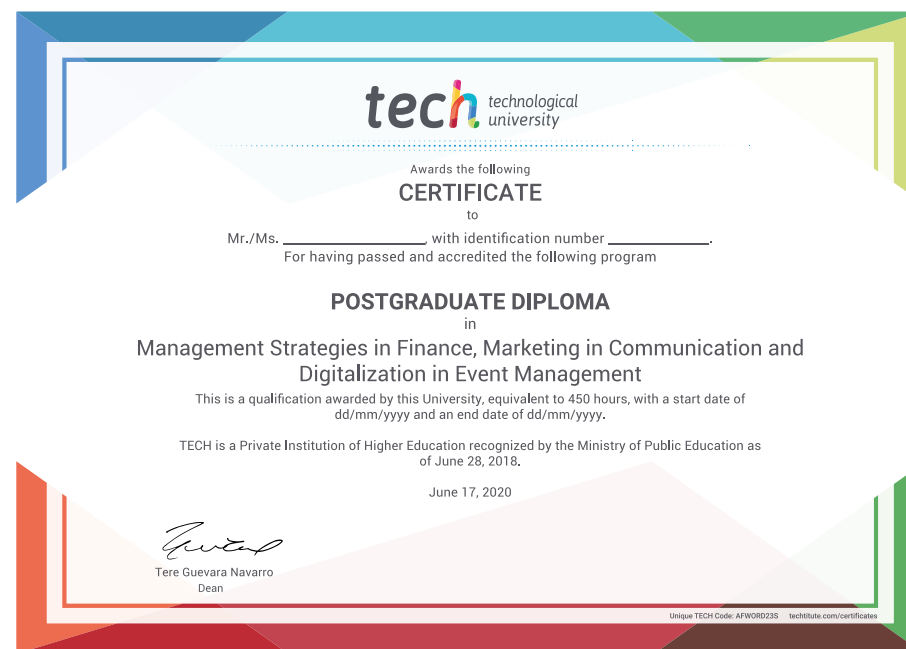 tech technological
university
Awards the following
CERTIFICATE
to
Mr./Ms. ____________, with identification number _________.
For having passed and accredited the following program
POSTGRADUATE DIPLOMA
in
Management Strategies in Finance, Marketing in Communication and
Digitalization in Event Management
This is a qualification awarded by this University, equivalent to 450 hours, with a start date of
dd/mm/yyyy and an end date of dd/mm/yyyy.
TECH is a Private Institution of Higher Education recognized by the Ministry of Public Education as
of June 28, 2018.
June 17, 2020
Tere Guevara Navarro
Dean
Unique TECH Code: AFWORD23S techtitute.com/certificates